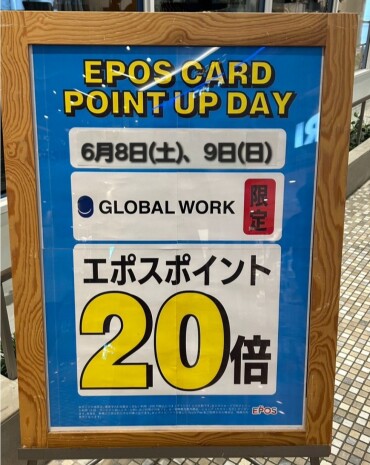 EPOS CARD
POINT UP DAY
6月8日(土)、9日(日)
GLOBAL WORK 限定
エポスポイント
20倍
EPOS